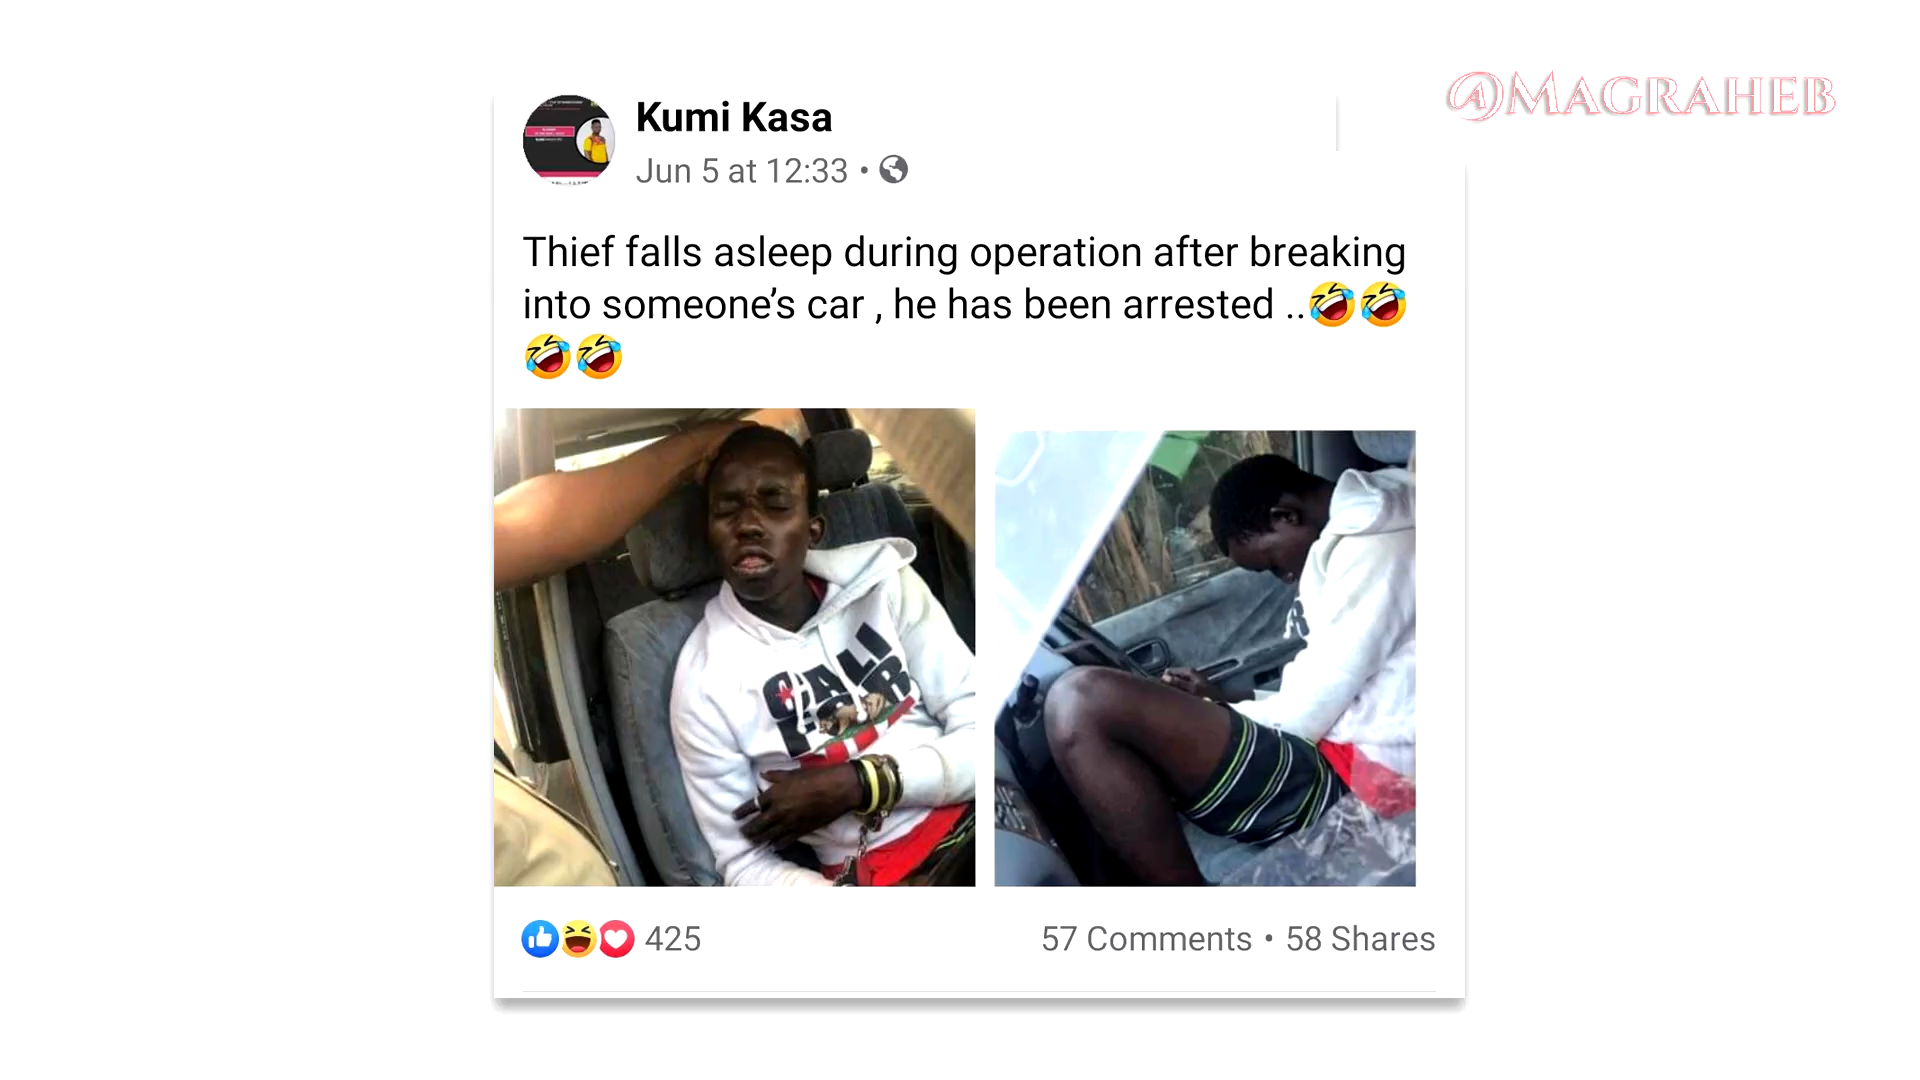 @MAGRAHEB
Kumi Kasa
Jun 5 at 12:33 •
Thief falls asleep during operation after breaking
into someone’s car , he has been arrested ..🤣🤣
🤣🤣
CALI
425
57 Comments • 58 Shares